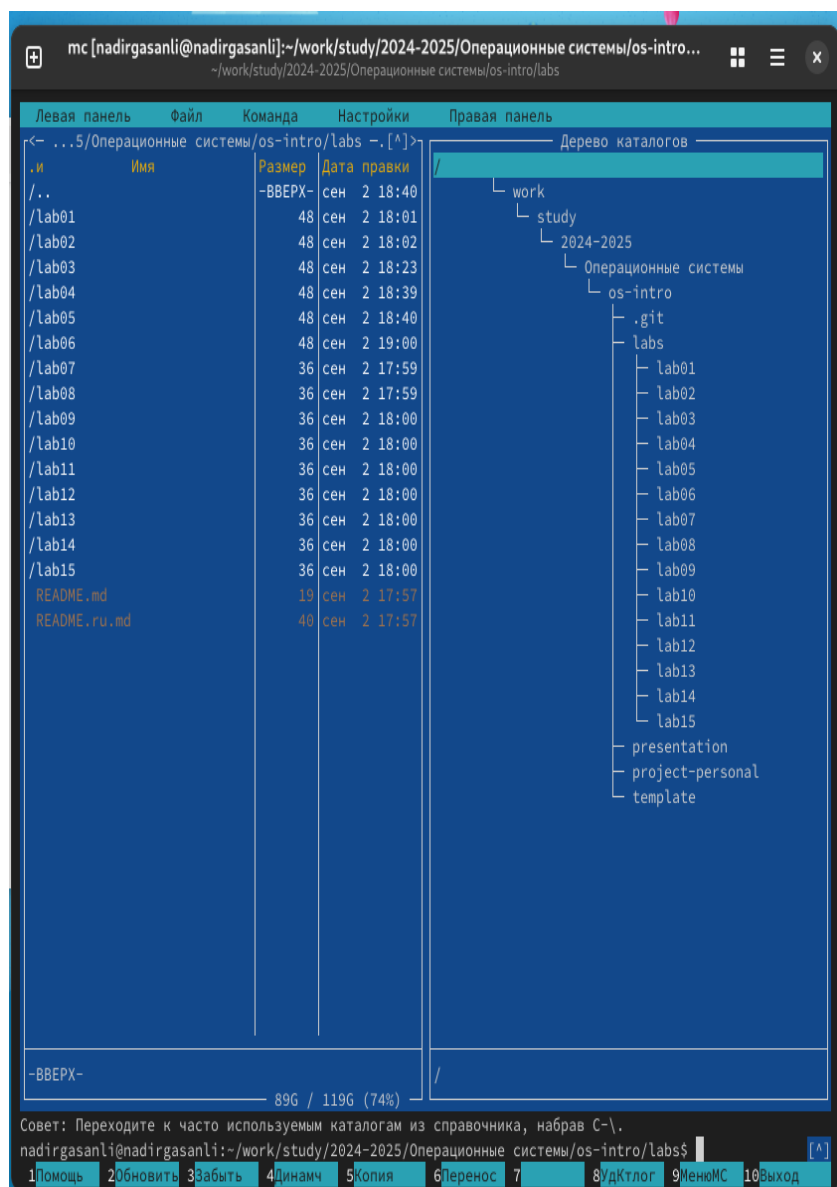 mc [nadirgasanli@nadirgasanli]:~/work/study/2024-2025/Операционные системы/os-intro...
~/work/study/2024-2025/Операционные системы/os-intro/labs
Левая панель Файл Команда Настройки Правая панель
<− ...5/Операционные системы/os-intro/labs −.[^]>
.и Имя Размер Дата правки
/.. -ВВЕРХ- сен 2 18:40
/lab01 48 сен 2 18:01
/lab02 48 сен 2 18:02
/lab03 48 сен 2 18:23
/lab04 48 сен 2 18:39
/lab05 48 сен 2 18:40
/lab06 48 сен 2 19:00
/lab07 36 сен 2 17:59
/lab08 36 сен 2 17:59
/lab09 36 сен 2 18:00
/lab10 36 сен 2 18:00
/lab11 36 сен 2 18:00
/lab12 36 сен 2 18:00
/lab13 36 сен 2 18:00
/lab14 36 сен 2 18:00
/lab15 36 сен 2 18:00
README.md 19 сен 2 17:57
README.ru.md 40 сен 2 17:57
-ВВЕРХ-
89G / 119G (74%)
Дерево каталогов
/
work
study
2024-2025
Операционные системы
os-intro
.git
labs
lab01
lab02
lab03
lab04
lab05
lab06
lab07
lab08
lab09
lab10
lab11
lab12
lab13
lab14
lab15
presentation
project-personal
template
/
Совет: Переходите к часто используемым каталогам из справочника, набрав C-\.
nadirgasanli@nadirgasanli:~/work/study/2024-2025/Операционные системы/os-intro/labs$ [^]
1Помощь 2Обновить 3Забыть 4Динамч 5Копия 6Перенос 7 8УдКтлог 9МенюMC 10Выход